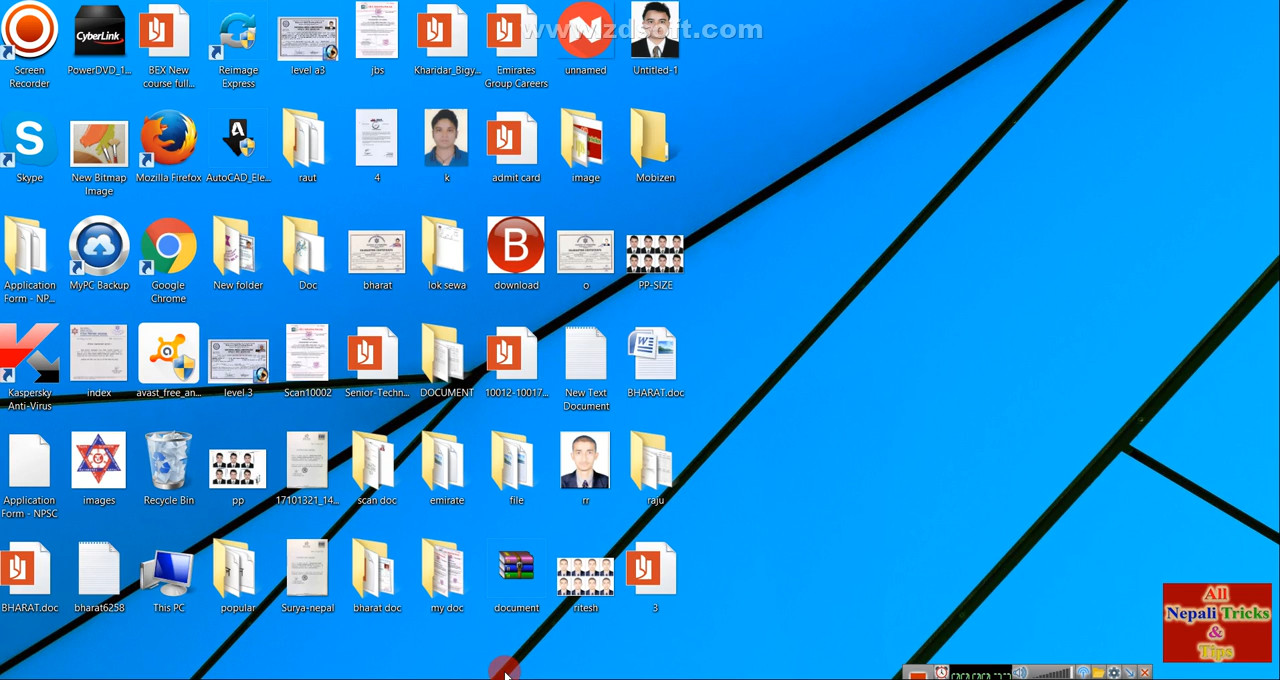 www.zdsoft.com
Screen
Recorder
PowerDVD_1...
BEX New
course full...
Reimage
Express
level a3
jbs
Kharidar_Bigy...
Emirates
Group Careers
unnamed
Untitled-1
Skype
New Bitmap
Image
Mozilla Firefox
AutoCAD_Ele...
raut
4
k
admit card
image
Mobizen
Application
Form - NP...
MyPC Backup
Google
Chrome
New folder
Doc
bharat
lok sewa
download
o
PP-SIZE
Kaspersky
Anti-Virus
index
avast_free_an...
level 3
Scan10002
Senior-Techn...
DOCUMENT
10012-10017...
New Text
Document
BHARAT.doc
Application
Form - NPSC
images
Recycle Bin
pp
17101321_14...
scan doc
emirate
file
rr
raju
BHARAT.doc
bharat6258
This PC
popular
Surya-nepal
bharat doc
my doc
document
ritesh
3
CyberLink
S
A
B
W
All
Nepali Tricks
&
Tips